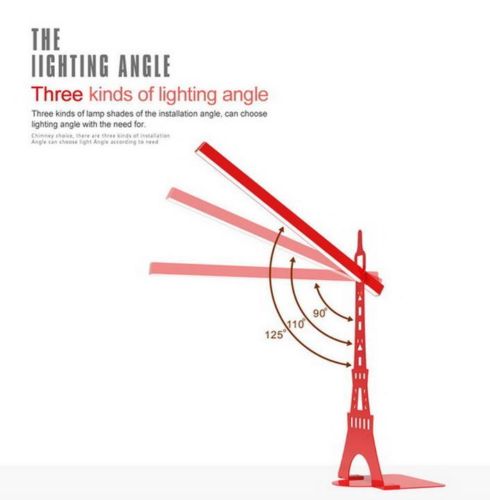 THE
lIGHTING ANGLE
Three kinds of lighting angle
Three kinds of lamp shades of the installation angle, can choose
lighting angle with the need for.
Chimney choice, there are three kinds of installation
Angle can choose light Angle according to need
90°
110°
125°